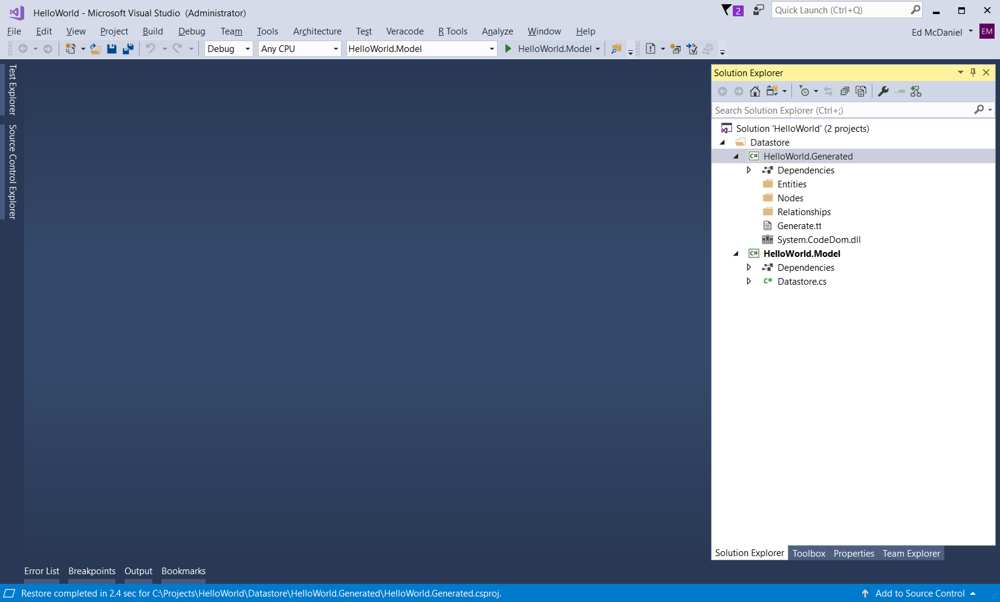 HelloWorld - Microsoft Visual Studio (Administrator)
2
Quick Launch (Ctrl+Q)
File Edit View Project Build Debug Team Tools Architecture Test Veracode R Tools Analyze Window Help
Ed McDaniel EM
Debug Any CPU HelloWorld.Model HelloWorld.Model
Test Explorer
Source Control Explorer
Solution Explorer
Search Solution Explorer (Ctrl+;)
Solution 'HelloWorld' (2 projects)
Datastore
C# HelloWorld.Generated
Dependencies
Entities
Nodes
Relationships
Generate.tt
System.CodeDom.dll
C# HelloWorld.Model
Dependencies
C# Datastore.cs
Solution Explorer Toolbox Properties Team Explorer
Error List Breakpoints Output Bookmarks
Restore completed in 2.4 sec for C:\Projects\HelloWorld\Datastore\HelloWorld.Generated\HelloWorld.Generated.csproj.
Add to Source Control